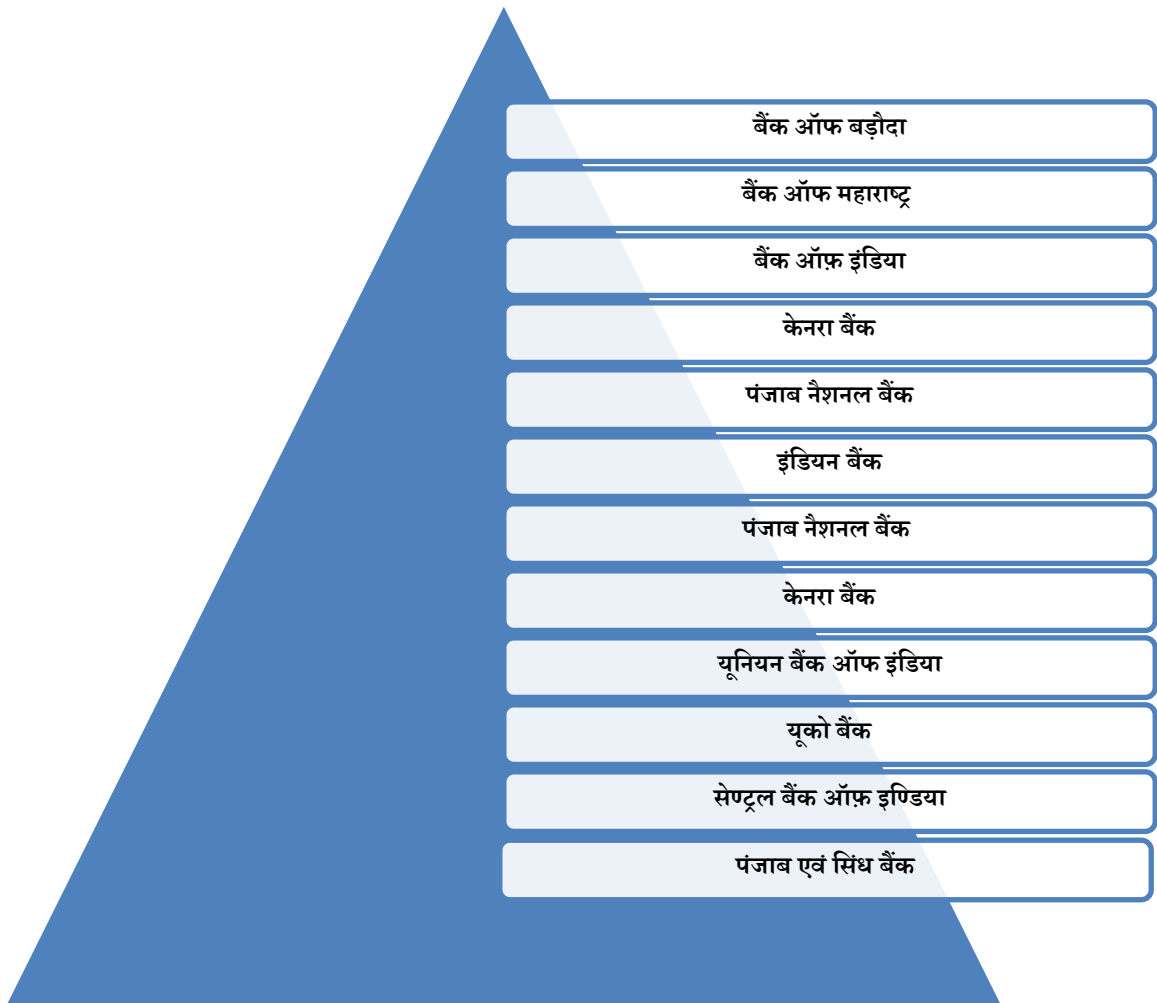 बैंक ऑफ बड़ौदा
बैंक ऑफ महाराष्ट्र
बैंक ऑफ़ इंडिया
केनरा बैंक
पंजाब नैशनल बैंक
इंडियन बैंक
पंजाब नैशनल बैंक
केनरा बैंक
यूनियन बैंक ऑफ इंडिया
यूको बैंक
सेण्ट्रल बैंक ऑफ़ इण्डिया
पंजाब एवं सिंध बैंक